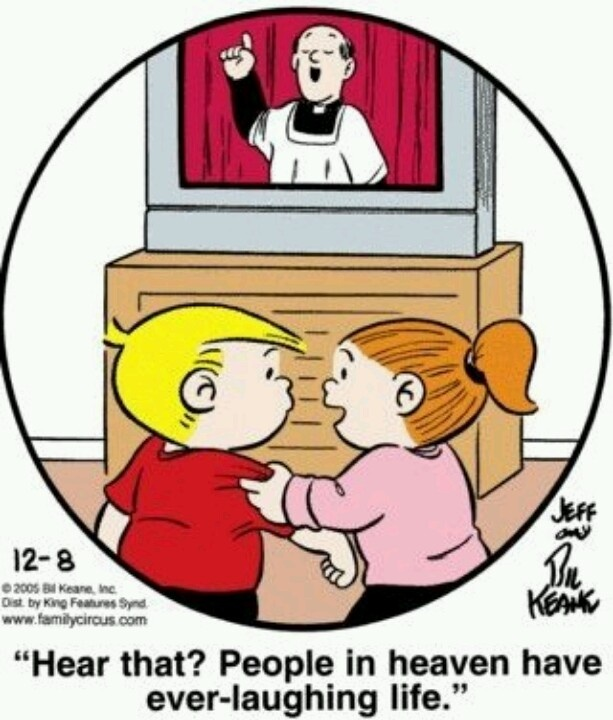 12-8
© 2005 Bil Keane, Inc.
Dist. by King Features Synd.
www.familycircus.com
JEFF
and
BIL
KEANE
“Hear that? People in heaven have
ever-laughing life.”